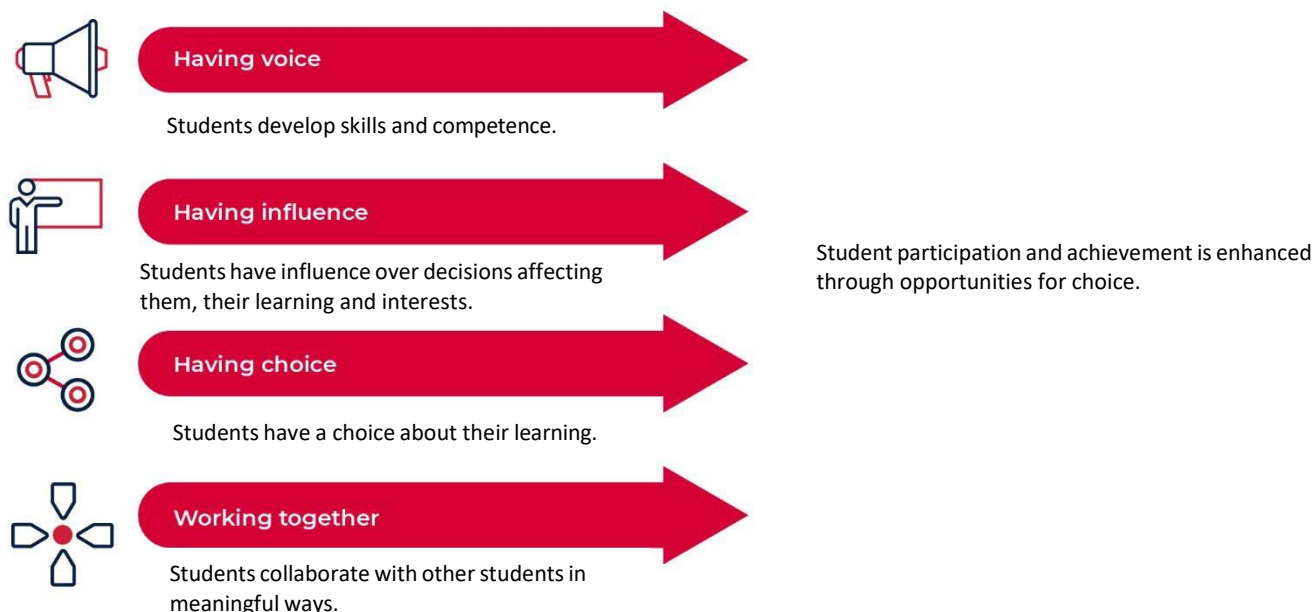 Having voice
Students develop skills and competence.
Having influence
Students have influence over decisions affecting
them, their learning and interests.
Student participation and achievement is enhanced
through opportunities for choice.
Having choice
Students have a choice about their learning.
Working together
Students collaborate with other students in
meaningful ways.